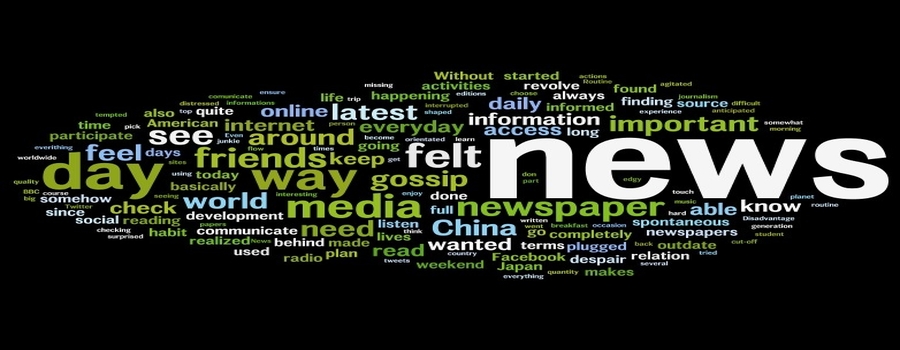 Without started actions
missing activities revolve Routine agitated
comunicate ensure life trip happening editions choose always found journalism
distressed informations online latest interrupted daily informed finding source difficult
tempted also top quite shaped information experience anticipated
time pick American internet person everyday access long important somewhat
participate see Even junkie around become orientated learn morning
everithing feel days flow times going felt news
worldwide sites friends keep get
day using today way gossip don part edgy
quality basically interesting enjoy touch
BBC course seeing world done planet
big somehow media full newspaper music able know routine
Twitter check development hard Disadvantage
since social reading papers need listen China written went breakfast occasion spontaneous generation
checking habit communicate think go completely newspapers student
surprised realized News behind made lives wanted terms plugged back outdate cut-off
used radio plan read country Facebook despair relation tried
tweets weekend Japan several
everything quantity makes